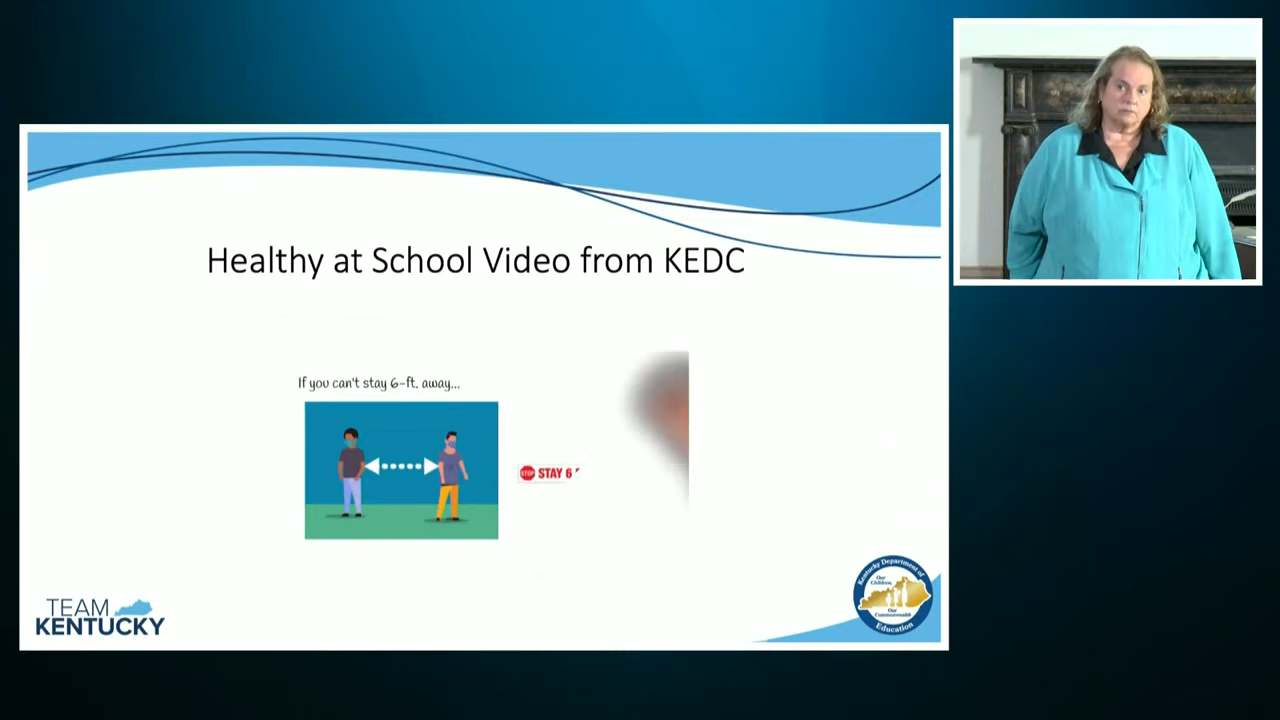 Healthy at School Video from KEDC
If you can't stay 6-ft. away...
STOP STAY 6
TEAM
KENTUCKY
Kentucky Department of
Our
Children,
Our
Commonwealth
Education